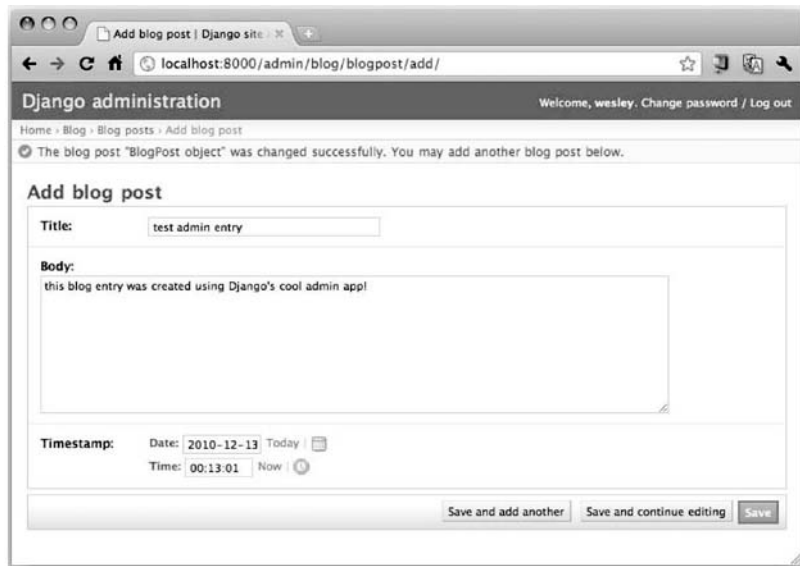 Add blog post | Django site
localhost:8000/admin/blog/blogpost/add/
Django administration
Welcome, wesley. Change password / Log out
Home › Blog › Blog posts › Add blog post
The blog post "BlogPost object" was changed successfully. You may add another blog post below.
Add blog post
Title: test admin entry
Body:
this blog entry was created using Django's cool admin app!
Timestamp: Date: 2010-12-13 Today |
Time: 00:13:01 Now |
Save and add another Save and continue editing Save